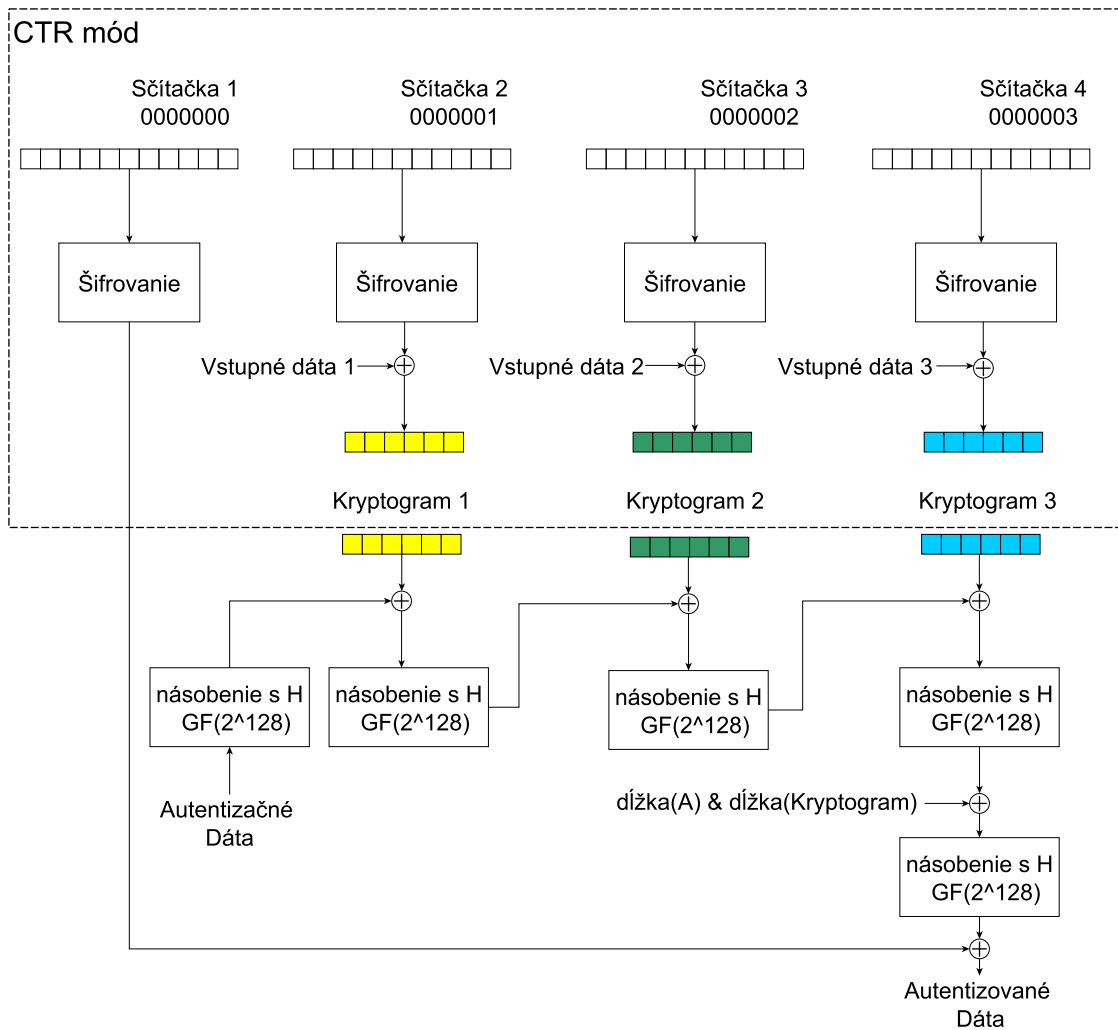 CTR mód
Sčítačka 1
0000000
Sčítačka 2
0000001
Sčítačka 3
0000002
Sčítačka 4
0000003
Šifrovanie
Šifrovanie
Šifrovanie
Šifrovanie
Vstupné dáta 1
Vstupné dáta 2
Vstupné dáta 3
Kryptogram 1
Kryptogram 2
Kryptogram 3
násobenie s H
GF(2^128)
násobenie s H
GF(2^128)
násobenie s H
GF(2^128)
násobenie s H
GF(2^128)
Autentizačné
Dáta
dĺžka(A) & dĺžka(Kryptogram)
násobenie s H
GF(2^128)
Autentizované
Dáta